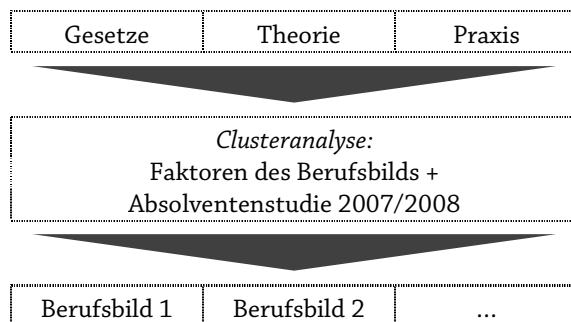 Gesetze Theorie Praxis
Clusteranalyse:
Faktoren des Berufsbilds +
Absolventenstudie 2007/2008
Berufsbild 1 Berufsbild 2 ...